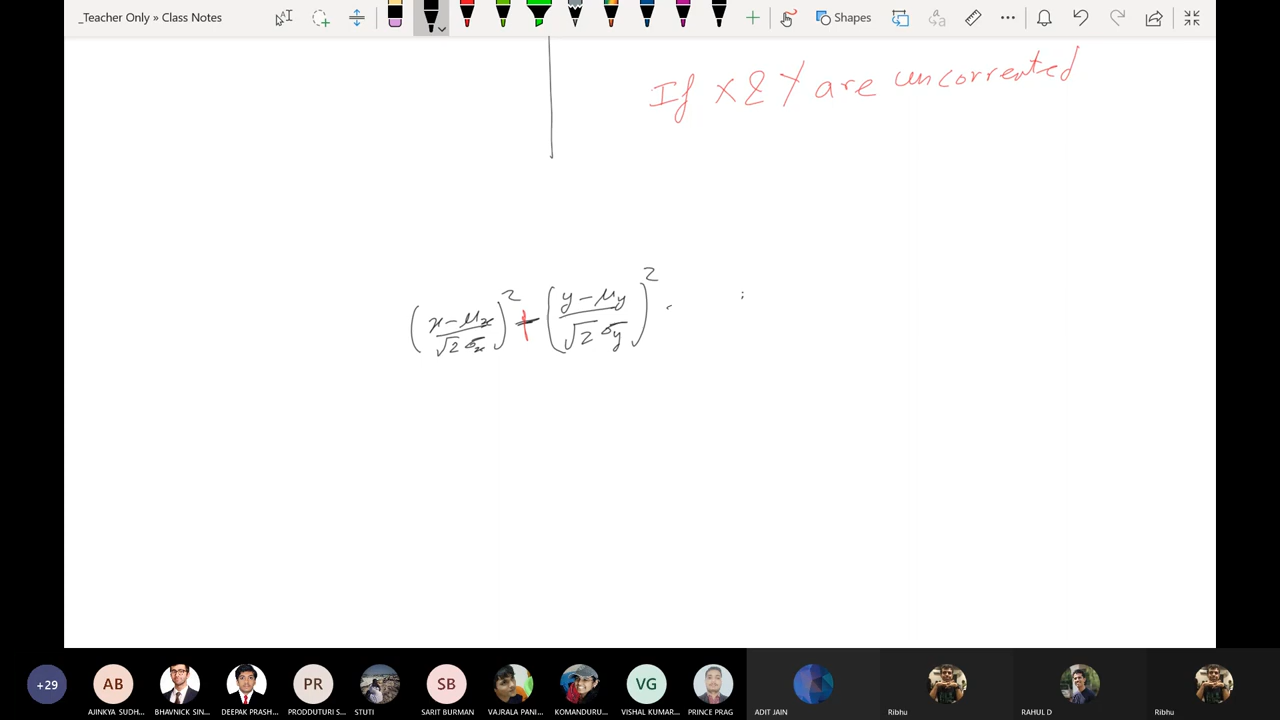 _Teacher Only » Class Notes
Shapes
If X & Y are uncorrented
(x-μx/√2 σx)² + (y-μy/√2 σy)²
+29
AB
PR
SB
VG
AJINKYA SUDH...
BHAVNICK SIN...
DEEPAK PRASH...
PRODDUTURI S...
STUTI
SARIT BURMAN
VAJRALA PANI...
KOMANDURU...
VISHAL KUMAR...
PRINCE PRAG
ADIT JAIN
Ribhu
RAHUL D
Ribhu